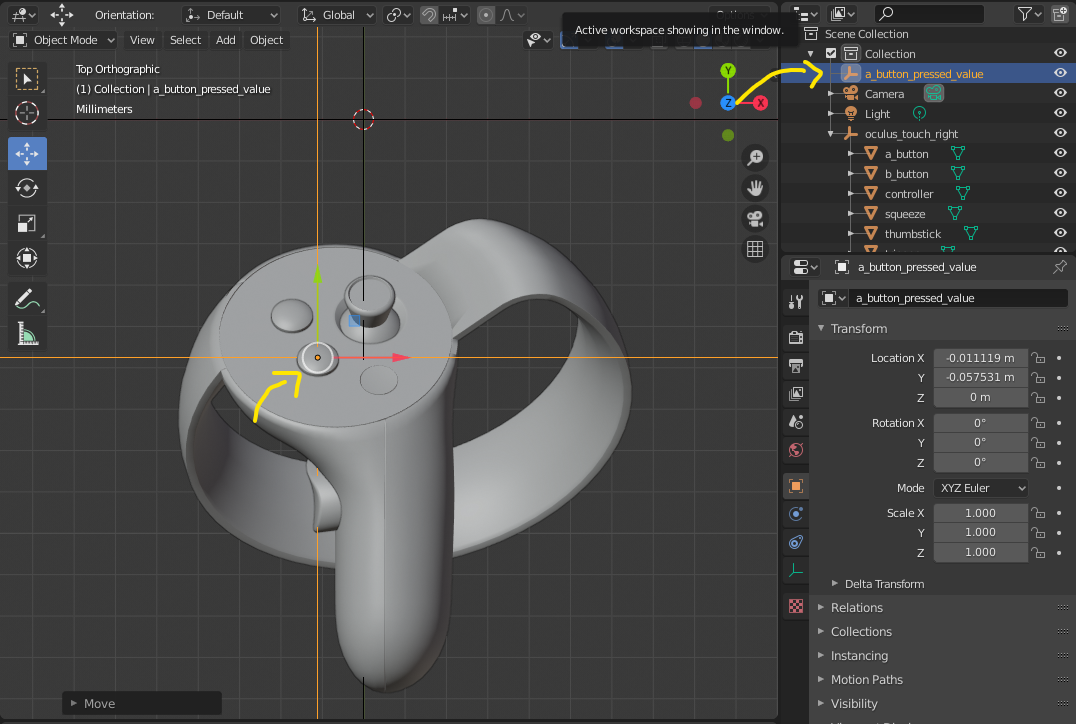 Orientation:
Default
Global
Options
Active workspace showing in the window.
Object Mode
View
Select
Add
Object
Top Orthographic
(1) Collection | a_button_pressed_value
Millimeters
Y
Z
X
Move
Scene Collection
Collection
a_button_pressed_value
Camera
Light
oculus_touch_right
a_button
b_button
controller
squeeze
thumbstick
a_button_pressed_value
a_button_pressed_value
Transform
Location X -0.011119 m
Y -0.057531 m
Z 0 m
Rotation X 0°
Y 0°
Z 0°
Mode XYZ Euler
Scale X 1.000
Y 1.000
Z 1.000
Delta Transform
Relations
Collections
Instancing
Motion Paths
Visibility